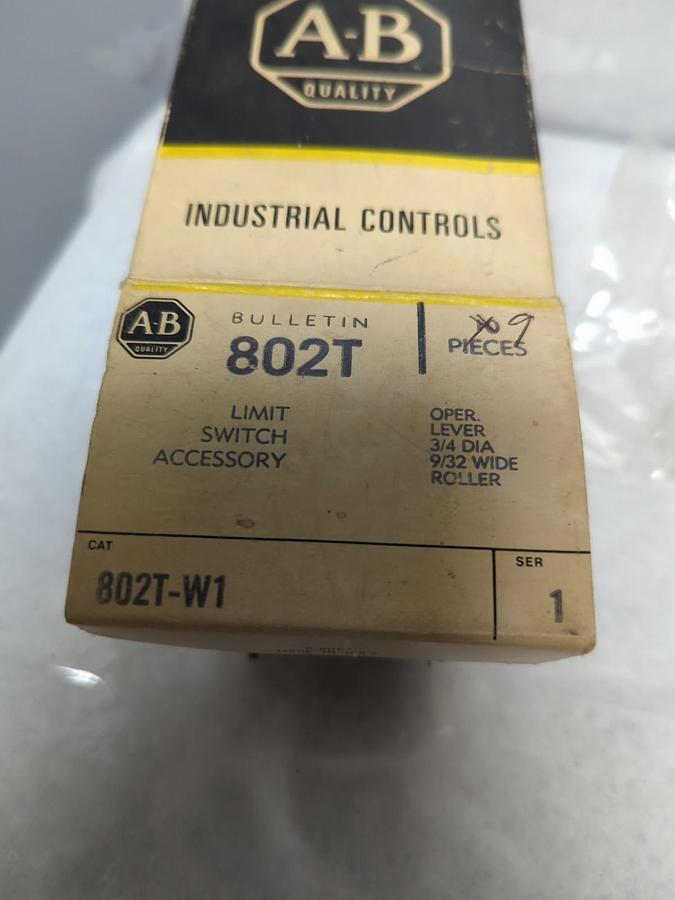 A-B
QUALITY
INDUSTRIAL CONTROLS
A-B
QUALITY
BULLETIN
802T
9
PIECES
LIMIT
SWITCH
ACCESSORY
OPER.
LEVER
3/4 DIA
9/32 WIDE
ROLLER
CAT
802T-W1
SER
1